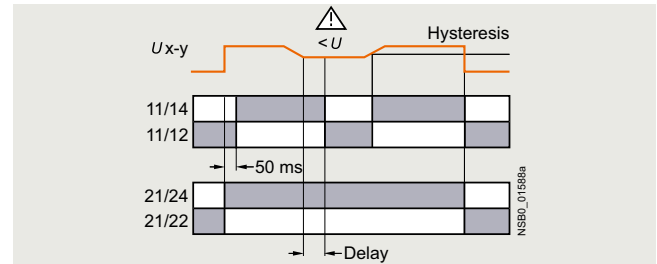 < U
Hysteresis
U x-y
11/14
11/12
50 ms
21/24
21/22
Delay
NSB0_01588a